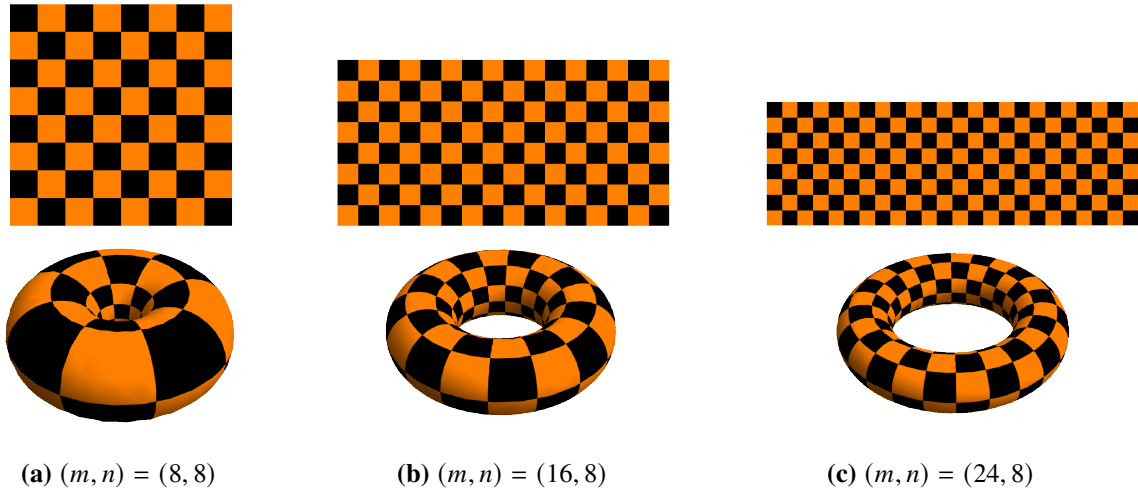 (a) (m, n) = (8, 8)
(b) (m, n) = (16, 8)
(c) (m, n) = (24, 8)